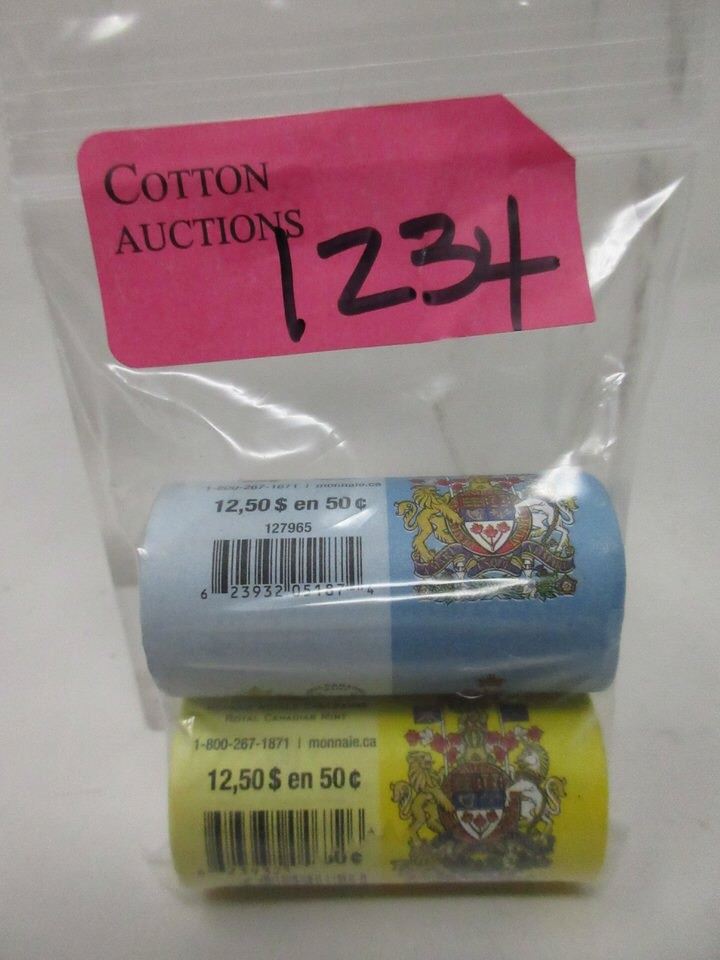 COTTON
AUCTIONS
1234
1-800-267-1871 | monnaie.ca
12,50 $ en 50 ¢
127965
6 23932 05187 4
ROYAL CANADIAN MINT
1-800-267-1871 | monnaie.ca
12,50 $ en 50 ¢